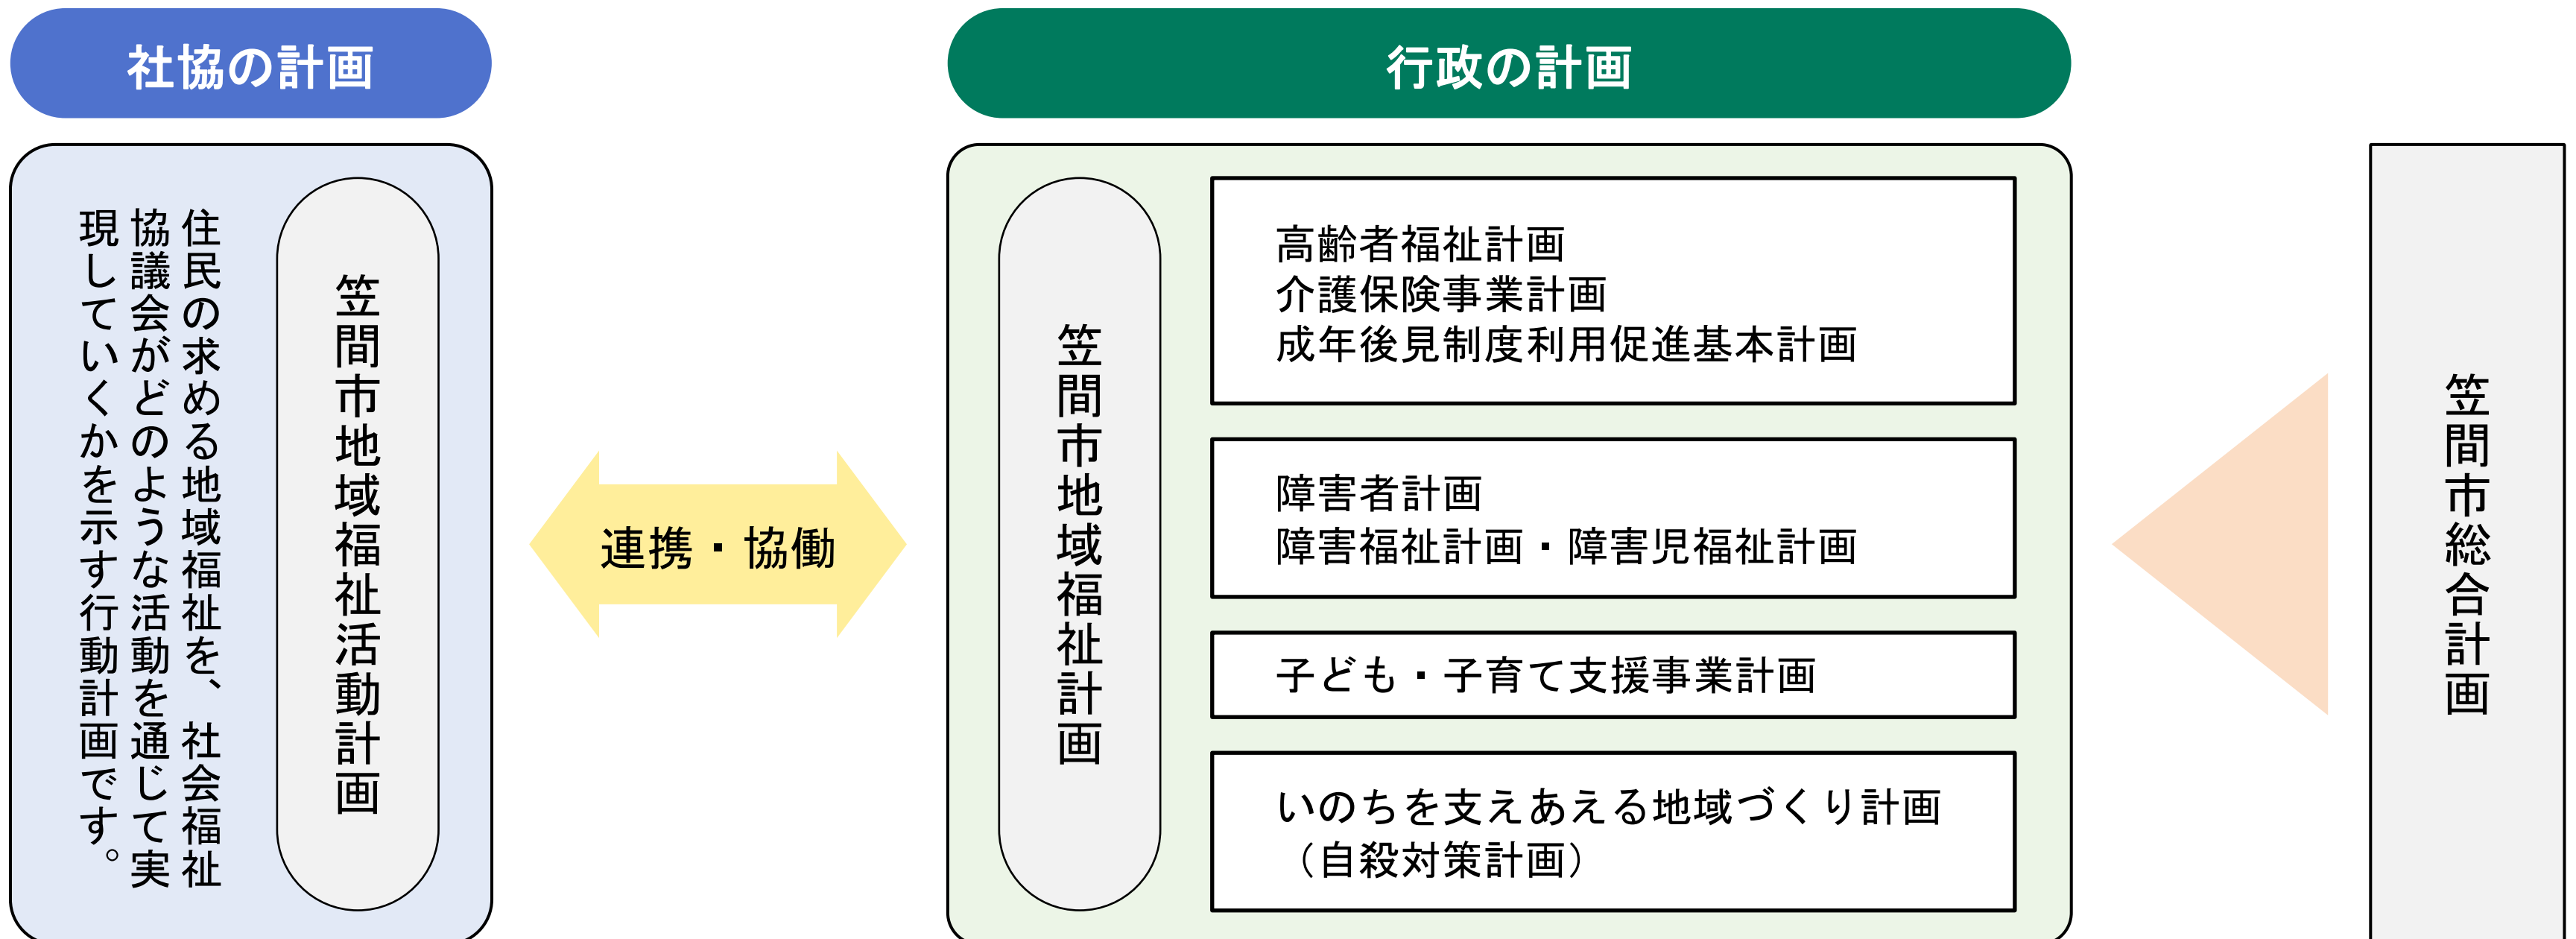 社協の計画
行政の計画
笠間市地域福祉活動計画
住民の求める地域福祉を、社会福祉
協議会がどのような活動を通じて実
現していくかを示す行動計画です。
連携・協働
笠間市地域福祉計画
高齢者福祉計画
介護保険事業計画
成年後見制度利用促進基本計画
障害者計画
障害福祉計画・障害児福祉計画
子ども・子育て支援事業計画
いのちを支えあえる地域づくり計画
（自殺対策計画）
笠間市総合計画